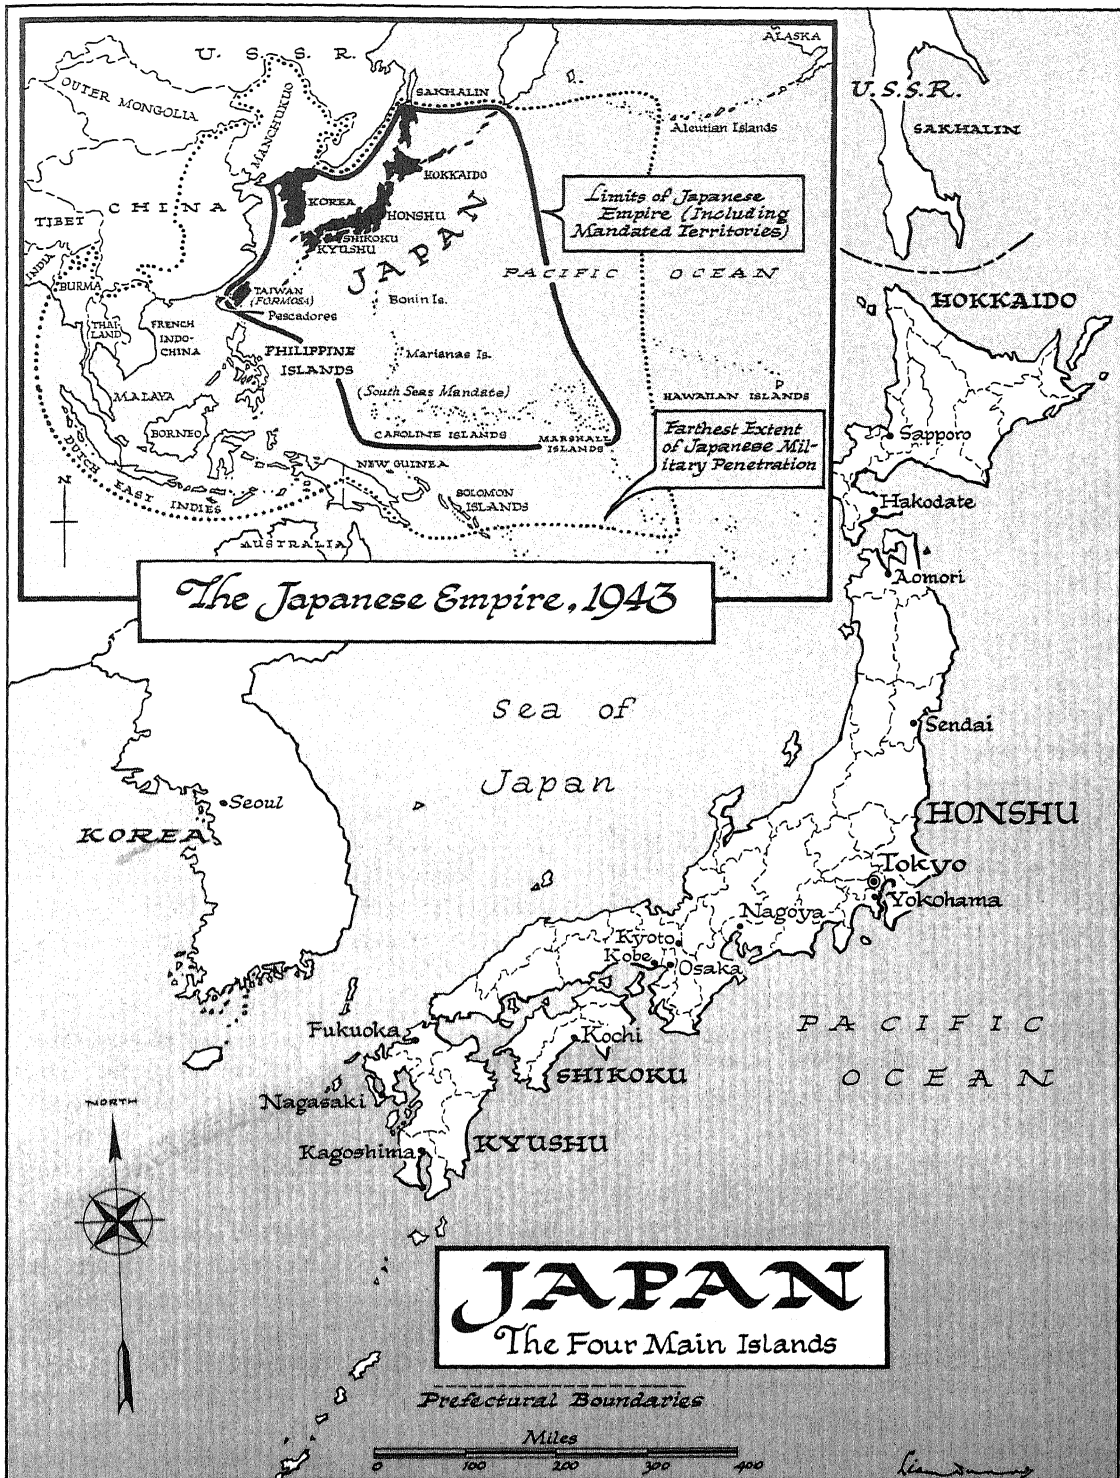 U. S. S. R.
ALASKA
OUTER MONGOLIA
MANCHUKUO
SAKHALIN
Aleutian Islands
HOKKAIDO
KOREA
HONSHU
SHIKOKU
KYUSHU
JAPAN
CHINA
TIBET
INDIA
BURMA
Limits of Japanese
Empire (Including
Mandated Territories)
PACIFIC OCEAN
TAIWAN
(FORMOSA)
Pescadores
Bonin Is.
THAI-
LAND
FRENCH
INDO-
CHINA
PHILIPPINE
ISLANDS
Marianas Is.
(South Seas Mandate)
HAWAIIAN ISLANDS
MALAYA
BORNEO
CAROLINE ISLANDS
MARSHALL
ISLANDS
Farthest Extent
of Japanese Mil-
itary Penetration
DUTCH EAST INDIES
NEW GUINEA
SOLOMON
ISLANDS
N
AUSTRALIA
The Japanese Empire, 1943
U.S.S.R.
SAKHALIN
HOKKAIDO
Sapporo
Hakodate
Aomori
Sea of
Japan
Sendai
Seoul
KOREA
HONSHU
Tokyo
Yokohama
Nagoya
Kyoto
Kobe
Osaka
Fukuoka
Kochi
SHIKOKU
PACIFIC
OCEAN
Nagasaki
Kagoshima
KYUSHU
NORTH
JAPAN
The Four Main Islands
Prefectural Boundaries
Miles
0 100 200 300 400